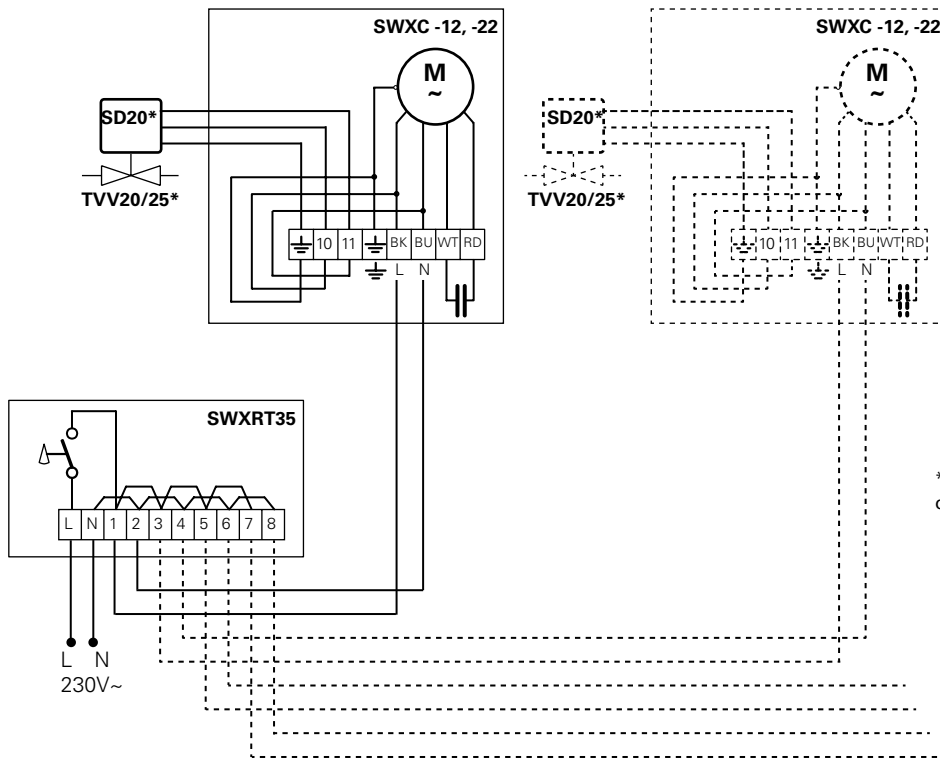 SWXC -12, -22
M
~
SD20*
TVV20/25*
10 11 BK BU WT RD
L N
SWXC -12, -22
M
~
SD20*
TVV20/25*
10 11 BK BU WT RD
L N
SWXRT35
L N 1 2 3 4 5 6 7 8
L N
230V~
*